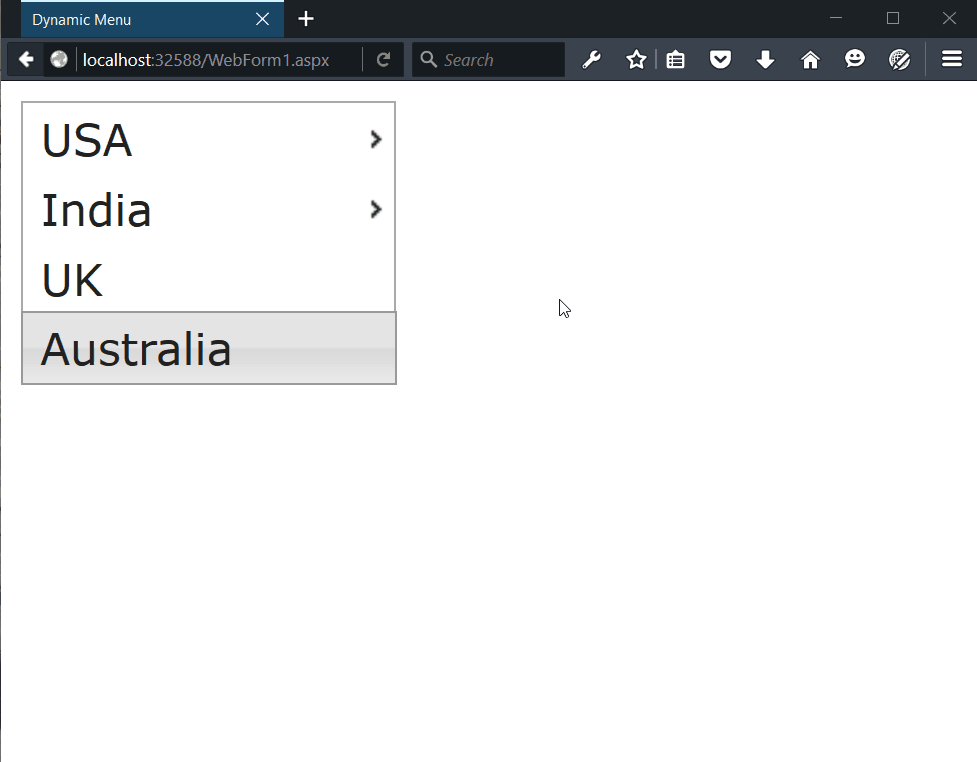 Dynamic Menu
localhost:32588/WebForm1.aspx
Search
USA
India
UK
Australia